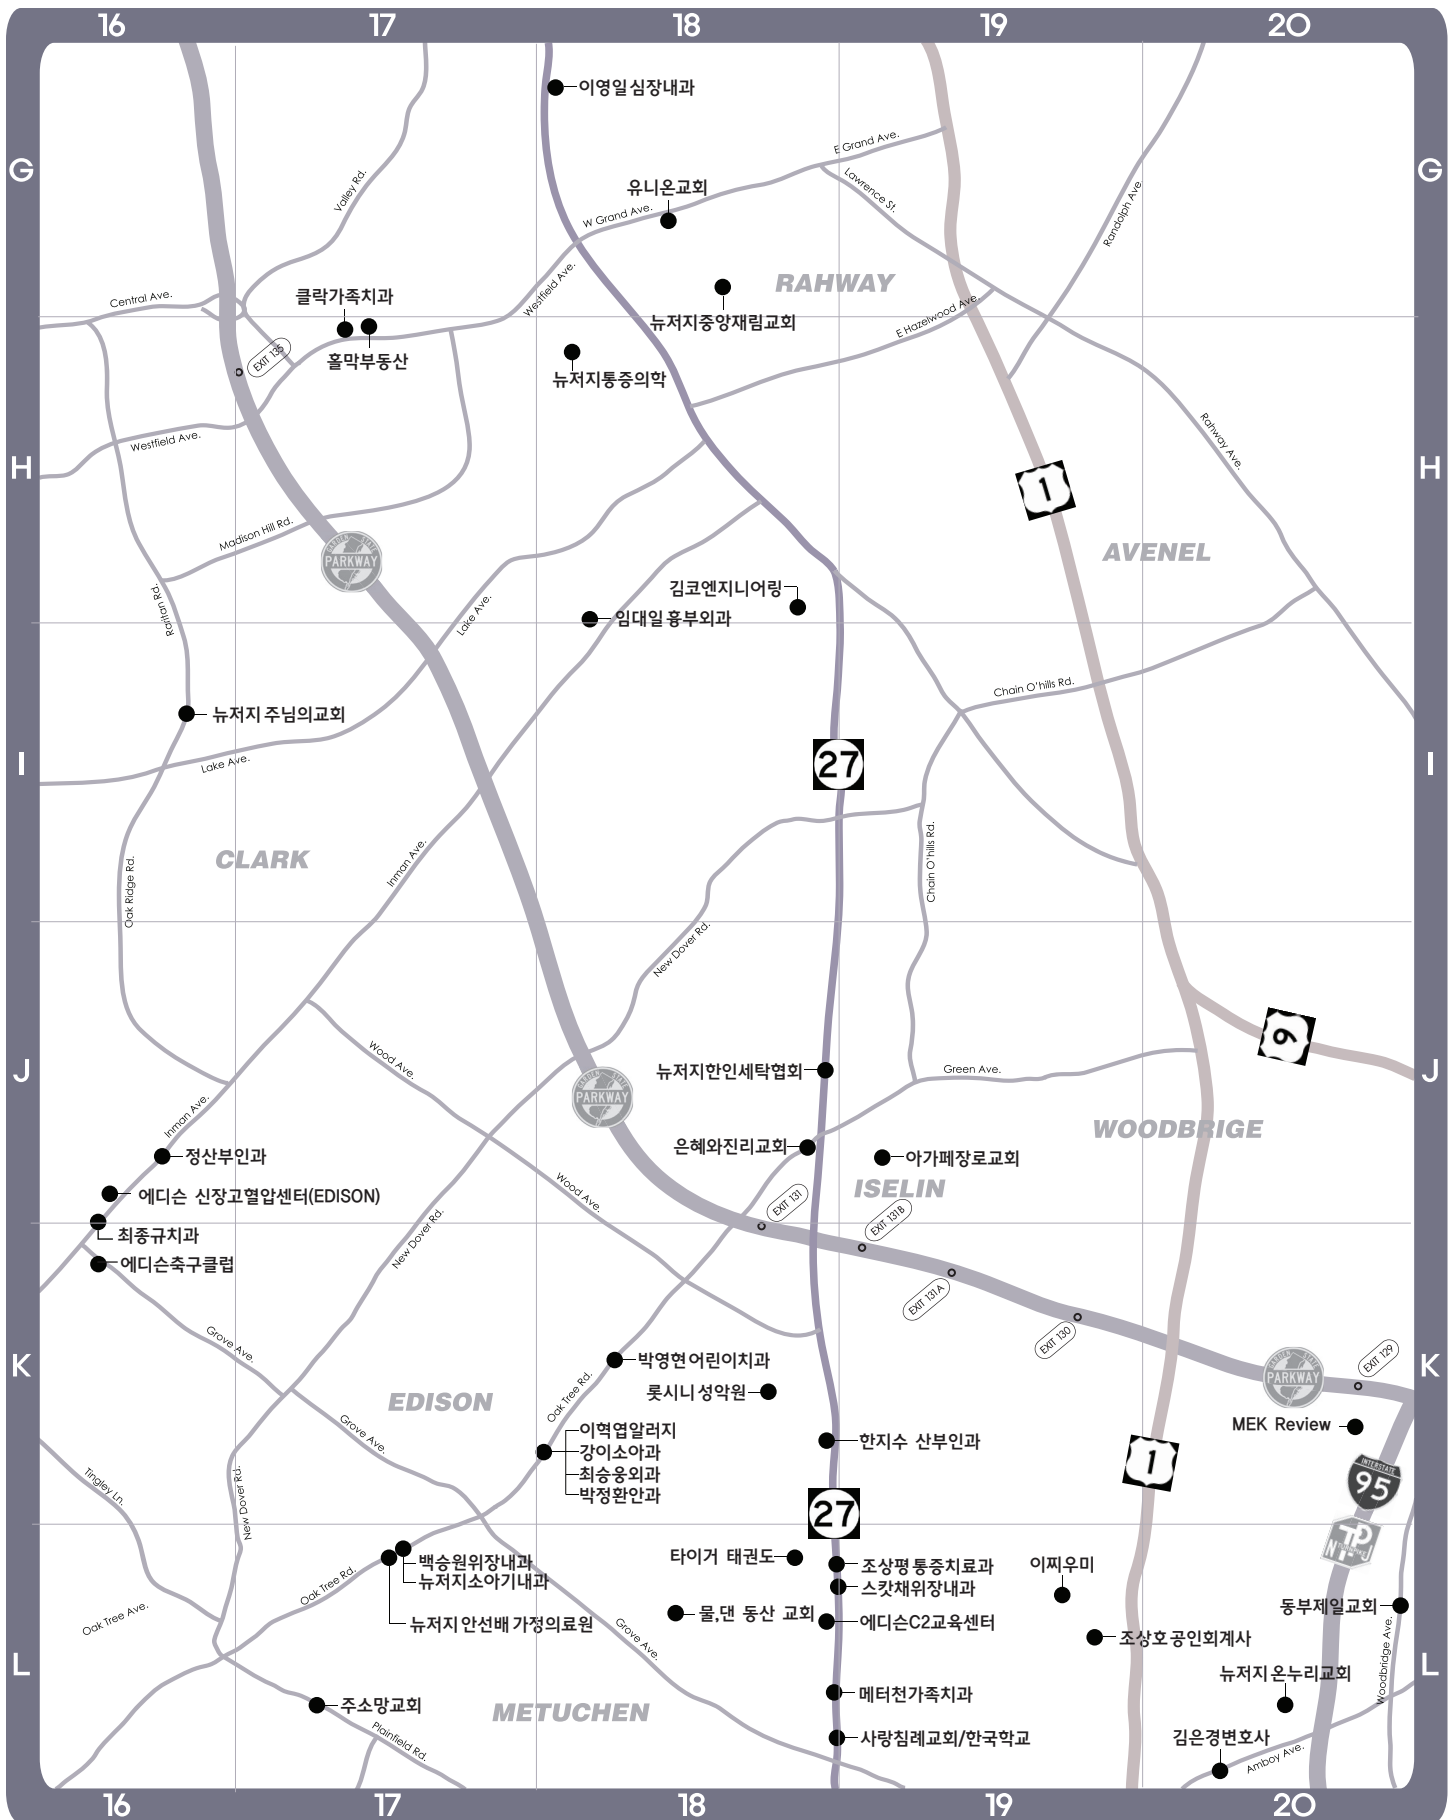 16 17 18 19 20
이영일심장내과
E Grand Ave.
G
G
Lawrence St.
Valley Rd.
유니온교회
W Grand Ave.
Randolph Ave
Westfield Ave.
RAHWAY
클락가족치과
Central Ave.
뉴저지중앙재림교회
E Hazelwood Ave.
EXIT 135
홀막부동산
뉴저지통증의학
Westfield Ave.
Rahway Ave.
H
H
1
Madison Hill Rd.
GARDEN STATE
PARKWAY
AVENEL
Raritan Rd.
Lake Ave.
김코엔지니어링
임대일흉부외과
Chain O'hills Rd.
뉴저지 주님의교회
I
27
I
Lake Ave.
CLARK
Inman Ave.
Oak Ridge Rd.
Chain O'hills Rd.
New Dover Rd.
9
Wood Ave.
J
뉴저지한인세탁협회
Green Ave.
J
GARDEN STATE
PARKWAY
Inman Ave.
WOODBRIGE
정산부인과
은혜와진리교회
아가페장로교회
에디슨 신장고혈압센터(EDISON)
Wood Ave.
ISELIN
EXIT 131
EXIT 131B
최종규치과
New Dover Rd.
에디슨축구클럽
EXIT 131A
EXIT 130
Grove Ave.
EXIT 129
K
박영현어린이치과
GARDEN STATE
PARKWAY
K
EDISON
Oak Tree Rd.
롯시니성악원
MEK Review
Grove Ave.
이혁엽알러지
강이소아과
최승웅외과
박정환안과
한지수 산부인과
1
INTERSTATE
95
Tingley Ln.
New Dover Rd.
27
백승원위장내과
뉴저지소아기내과
타이거 태권도
조상평통증치료과
이찌우미
스캇채위장내과
Oak Tree Rd.
Oak Tree Ave.
뉴저지안선배가정의료원
물,댄 동산 교회
에디슨C2교육센터
동부제일교회
Grove Ave.
조상호공인회계사
Woodbridge Ave.
L
L
뉴저지온누리교회
주소망교회
METUCHEN
메터천가족치과
Plainfield Rd.
사랑침례교회/한국학교
김은경변호사
Amboy Ave.
16 17 18 19 20